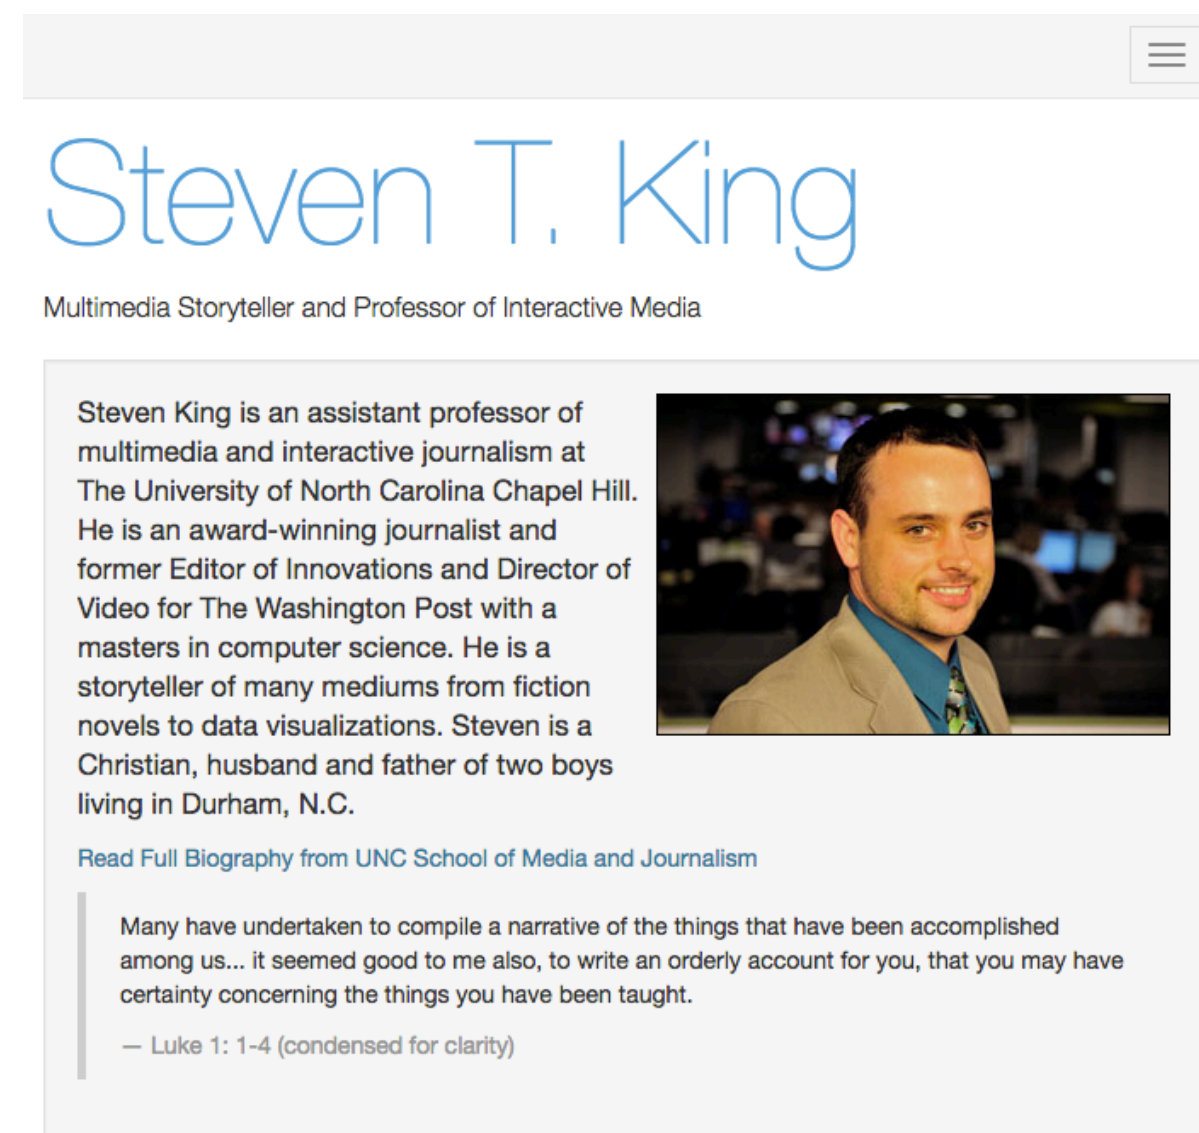 Steven T. King
Multimedia Storyteller and Professor of Interactive Media
Steven King is an assistant professor of
multimedia and interactive journalism at
The University of North Carolina Chapel Hill.
He is an award-winning journalist and
former Editor of Innovations and Director of
Video for The Washington Post with a
masters in computer science. He is a
storyteller of many mediums from fiction
novels to data visualizations. Steven is a
Christian, husband and father of two boys
living in Durham, N.C.
Read Full Biography from UNC School of Media and Journalism
Many have undertaken to compile a narrative of the things that have been accomplished
among us... it seemed good to me also, to write an orderly account for you, that you may have
certainty concerning the things you have been taught.
— Luke 1: 1-4 (condensed for clarity)